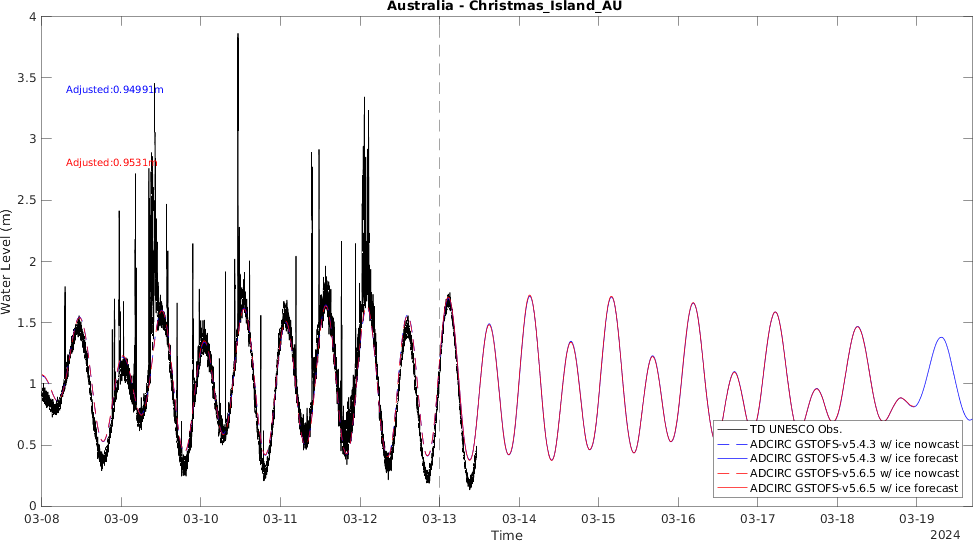 Australia - Christmas_Island_AU
4
3.5
3
2.5
2
1.5
1
0.5
0
Water Level (m)
Adjusted:0.94991m
Adjusted:0.9531m
TD UNESCO Obs.
ADCIRC GSTOFS-v5.4.3 w/ ice nowcast
ADCIRC GSTOFS-v5.4.3 w/ ice forecast
ADCIRC GSTOFS-v5.6.5 w/ ice nowcast
ADCIRC GSTOFS-v5.6.5 w/ ice forecast
03-08 03-09 03-10 03-11 03-12 03-13 03-14 03-15 03-16 03-17 03-18 03-19
Time
2024